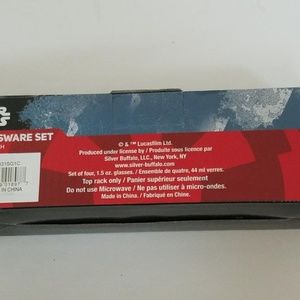 SWARE SET
© & ™ Lucasfilm Ltd.
Produced under license by / Produit sous licence par
Silver Buffalo, LLC., New York, NY
www.silver-buffalo.com
Set of four, 1.5 oz. glasses. / Ensemble de quatre, 44 ml verres.
Top rack only / Panier supérieur seulement
Do not use Microwave / Ne pas utiliser à micro-ondes.
Made in China. / Fabriqué en Chine.
IN CHINA